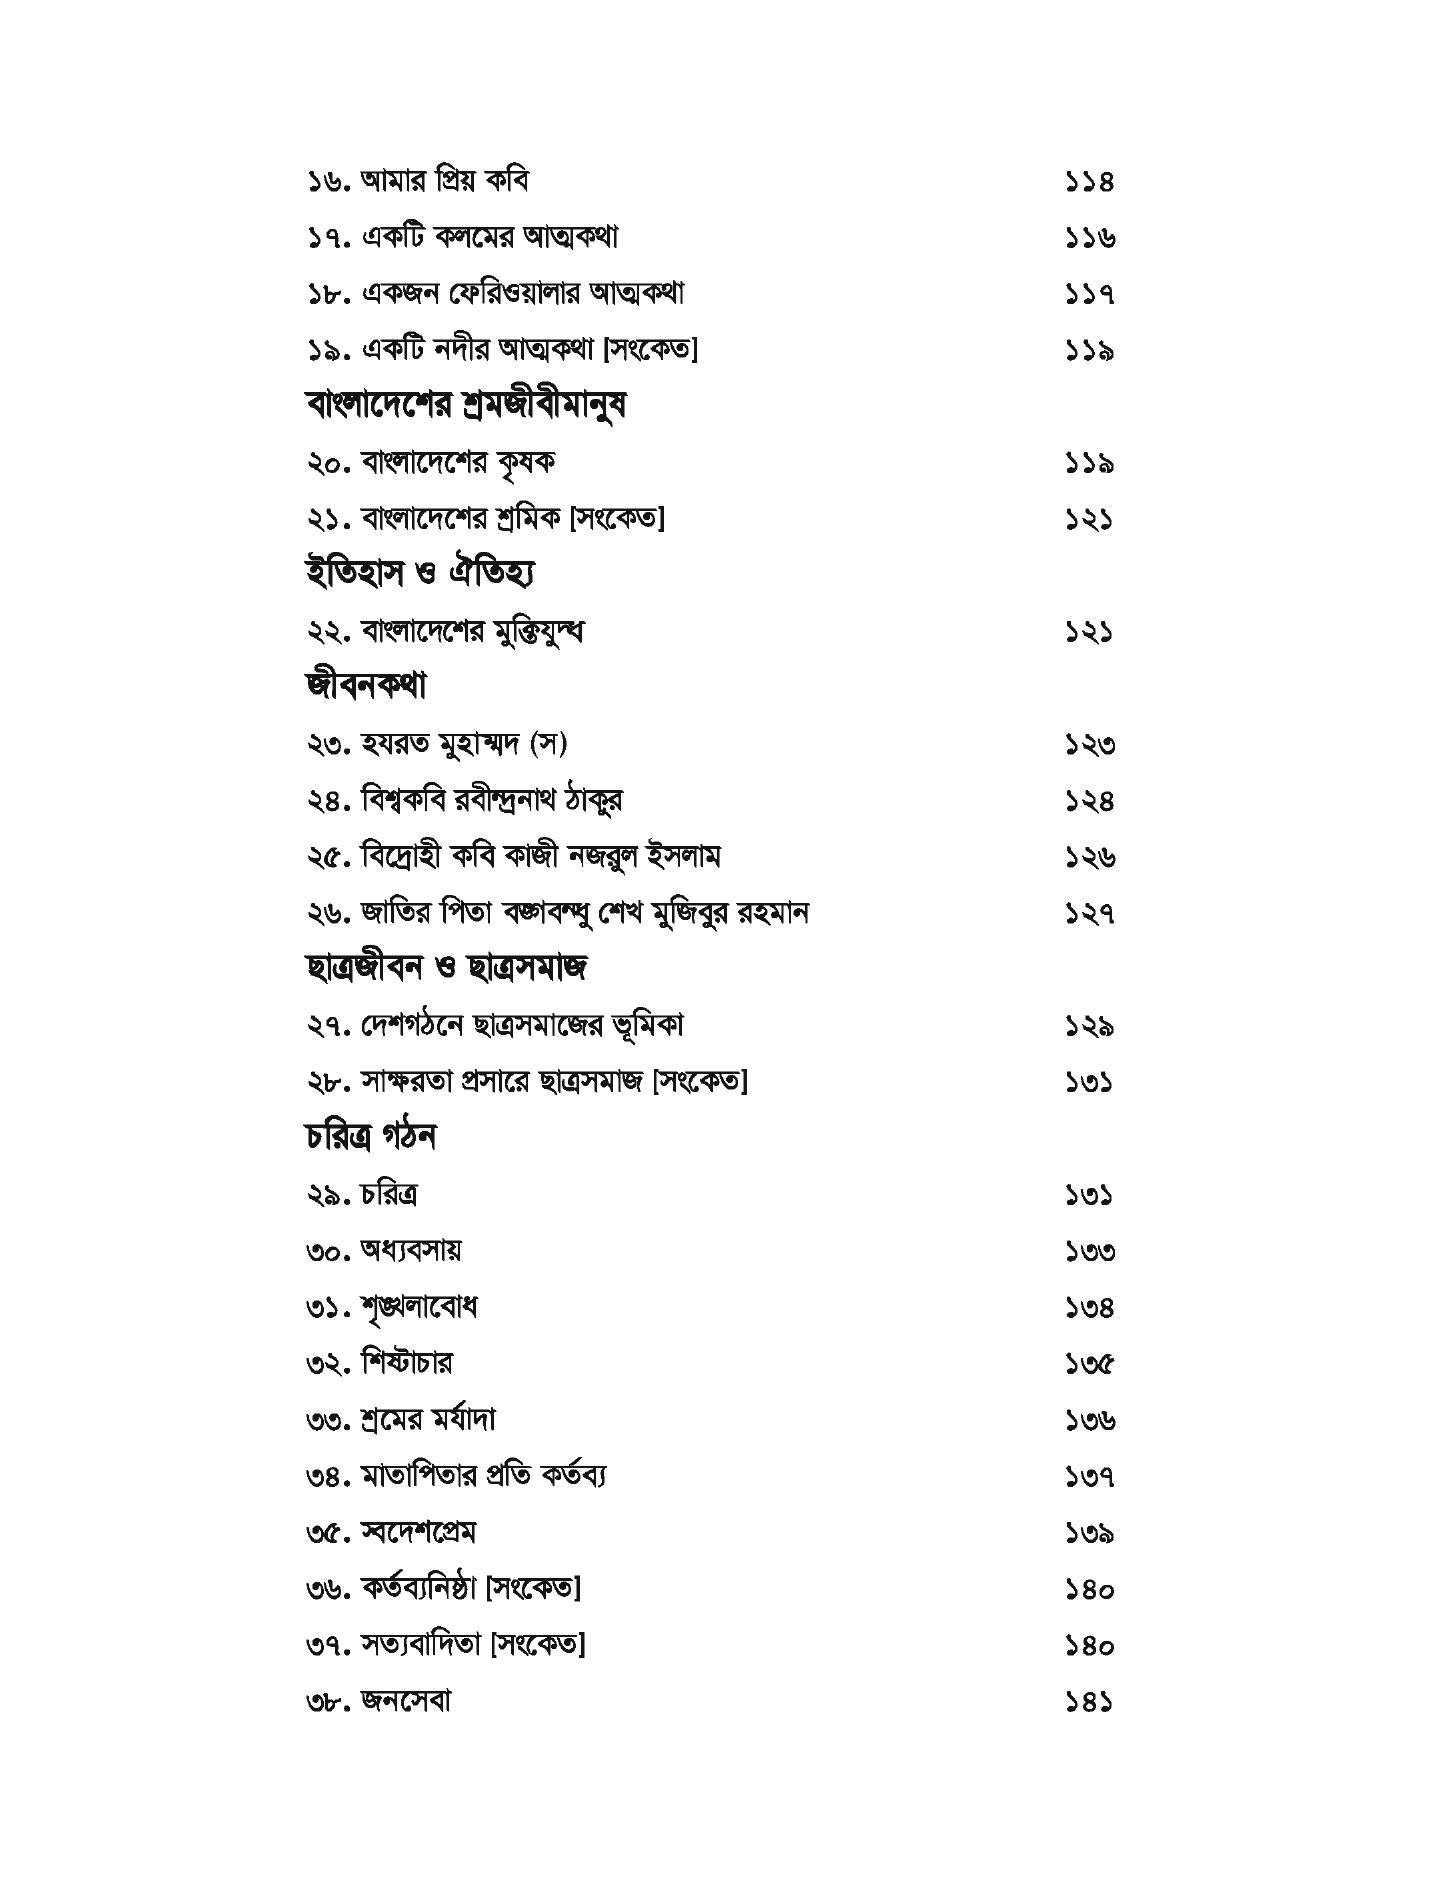 ১৬. আমার প্রিয় কবি ১১৪
১৭. একটি কলমের আত্মকথা ১১৬
১৮. একজন ফেরিওয়ালার আত্মকথা ১১৭
১৯. একটি নদীর আত্মকথা [সংকেত] ১১৯
বাংলাদেশের শ্রমজীবীমানুষ
২০. বাংলাদেশের কৃষক ১১৯
২১. বাংলাদেশের শ্রমিক [সংকেত] ১২১
ইতিহাস ও ঐতিহ্য
২২. বাংলাদেশের মুক্তিযুদ্ধ ১২১
জীবনকথা
২৩. হযরত মুহাম্মদ (স) ১২৩
২৪. বিশ্বকবি রবীন্দ্রনাথ ঠাকুর ১২৪
২৫. বিদ্রোহী কবি কাজী নজরুল ইসলাম ১২৬
২৬. জাতির পিতা বঙ্গবন্ধু শেখ মুজিবুর রহমান ১২৭
ছাত্রজীবন ও ছাত্রসমাজ
২৭. দেশগঠনে ছাত্রসমাজের ভূমিকা ১২৯
২৮. সাক্ষরতা প্রসারে ছাত্রসমাজ [সংকেত] ১৩১
চরিত্র গঠন
২৯. চরিত্র ১৩১
৩০. অধ্যবসায় ১৩৩
৩১. শৃঙ্খলাবোধ ১৩৪
৩২. শিষ্টাচার ১৩৫
৩৩. শ্রমের মর্যাদা ১৩৬
৩৪. মাতাপিতার প্রতি কর্তব্য ১৩৭
৩৫. স্বদেশপ্রেম ১৩৯
৩৬. কর্তব্যনিষ্ঠা [সংকেত] ১৪০
৩৭. সত্যবাদিতা [সংকেত] ১৪০
৩৮. জনসেবা ১৪১